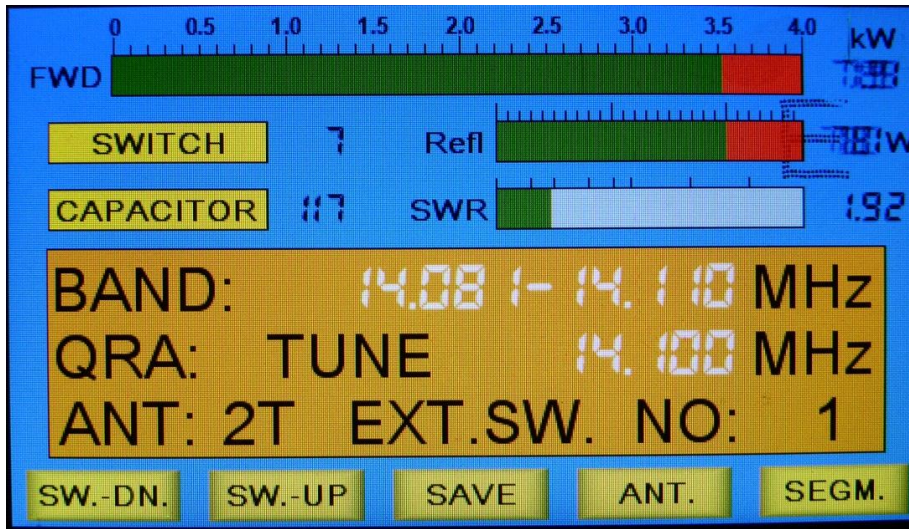 0 0.5 1.0 1.5 2.0 2.5 3.0 3.5 4.0 kW
FWD
SWITCH 7 Refl W
CAPACITOR 117 SWR 1.92
BAND: 14.081-14.110 MHz
QRA: TUNE 14.100 MHz
ANT: 2T EXT.SW. NO: 1
SW.-DN. SW.-UP SAVE ANT. SEGM.